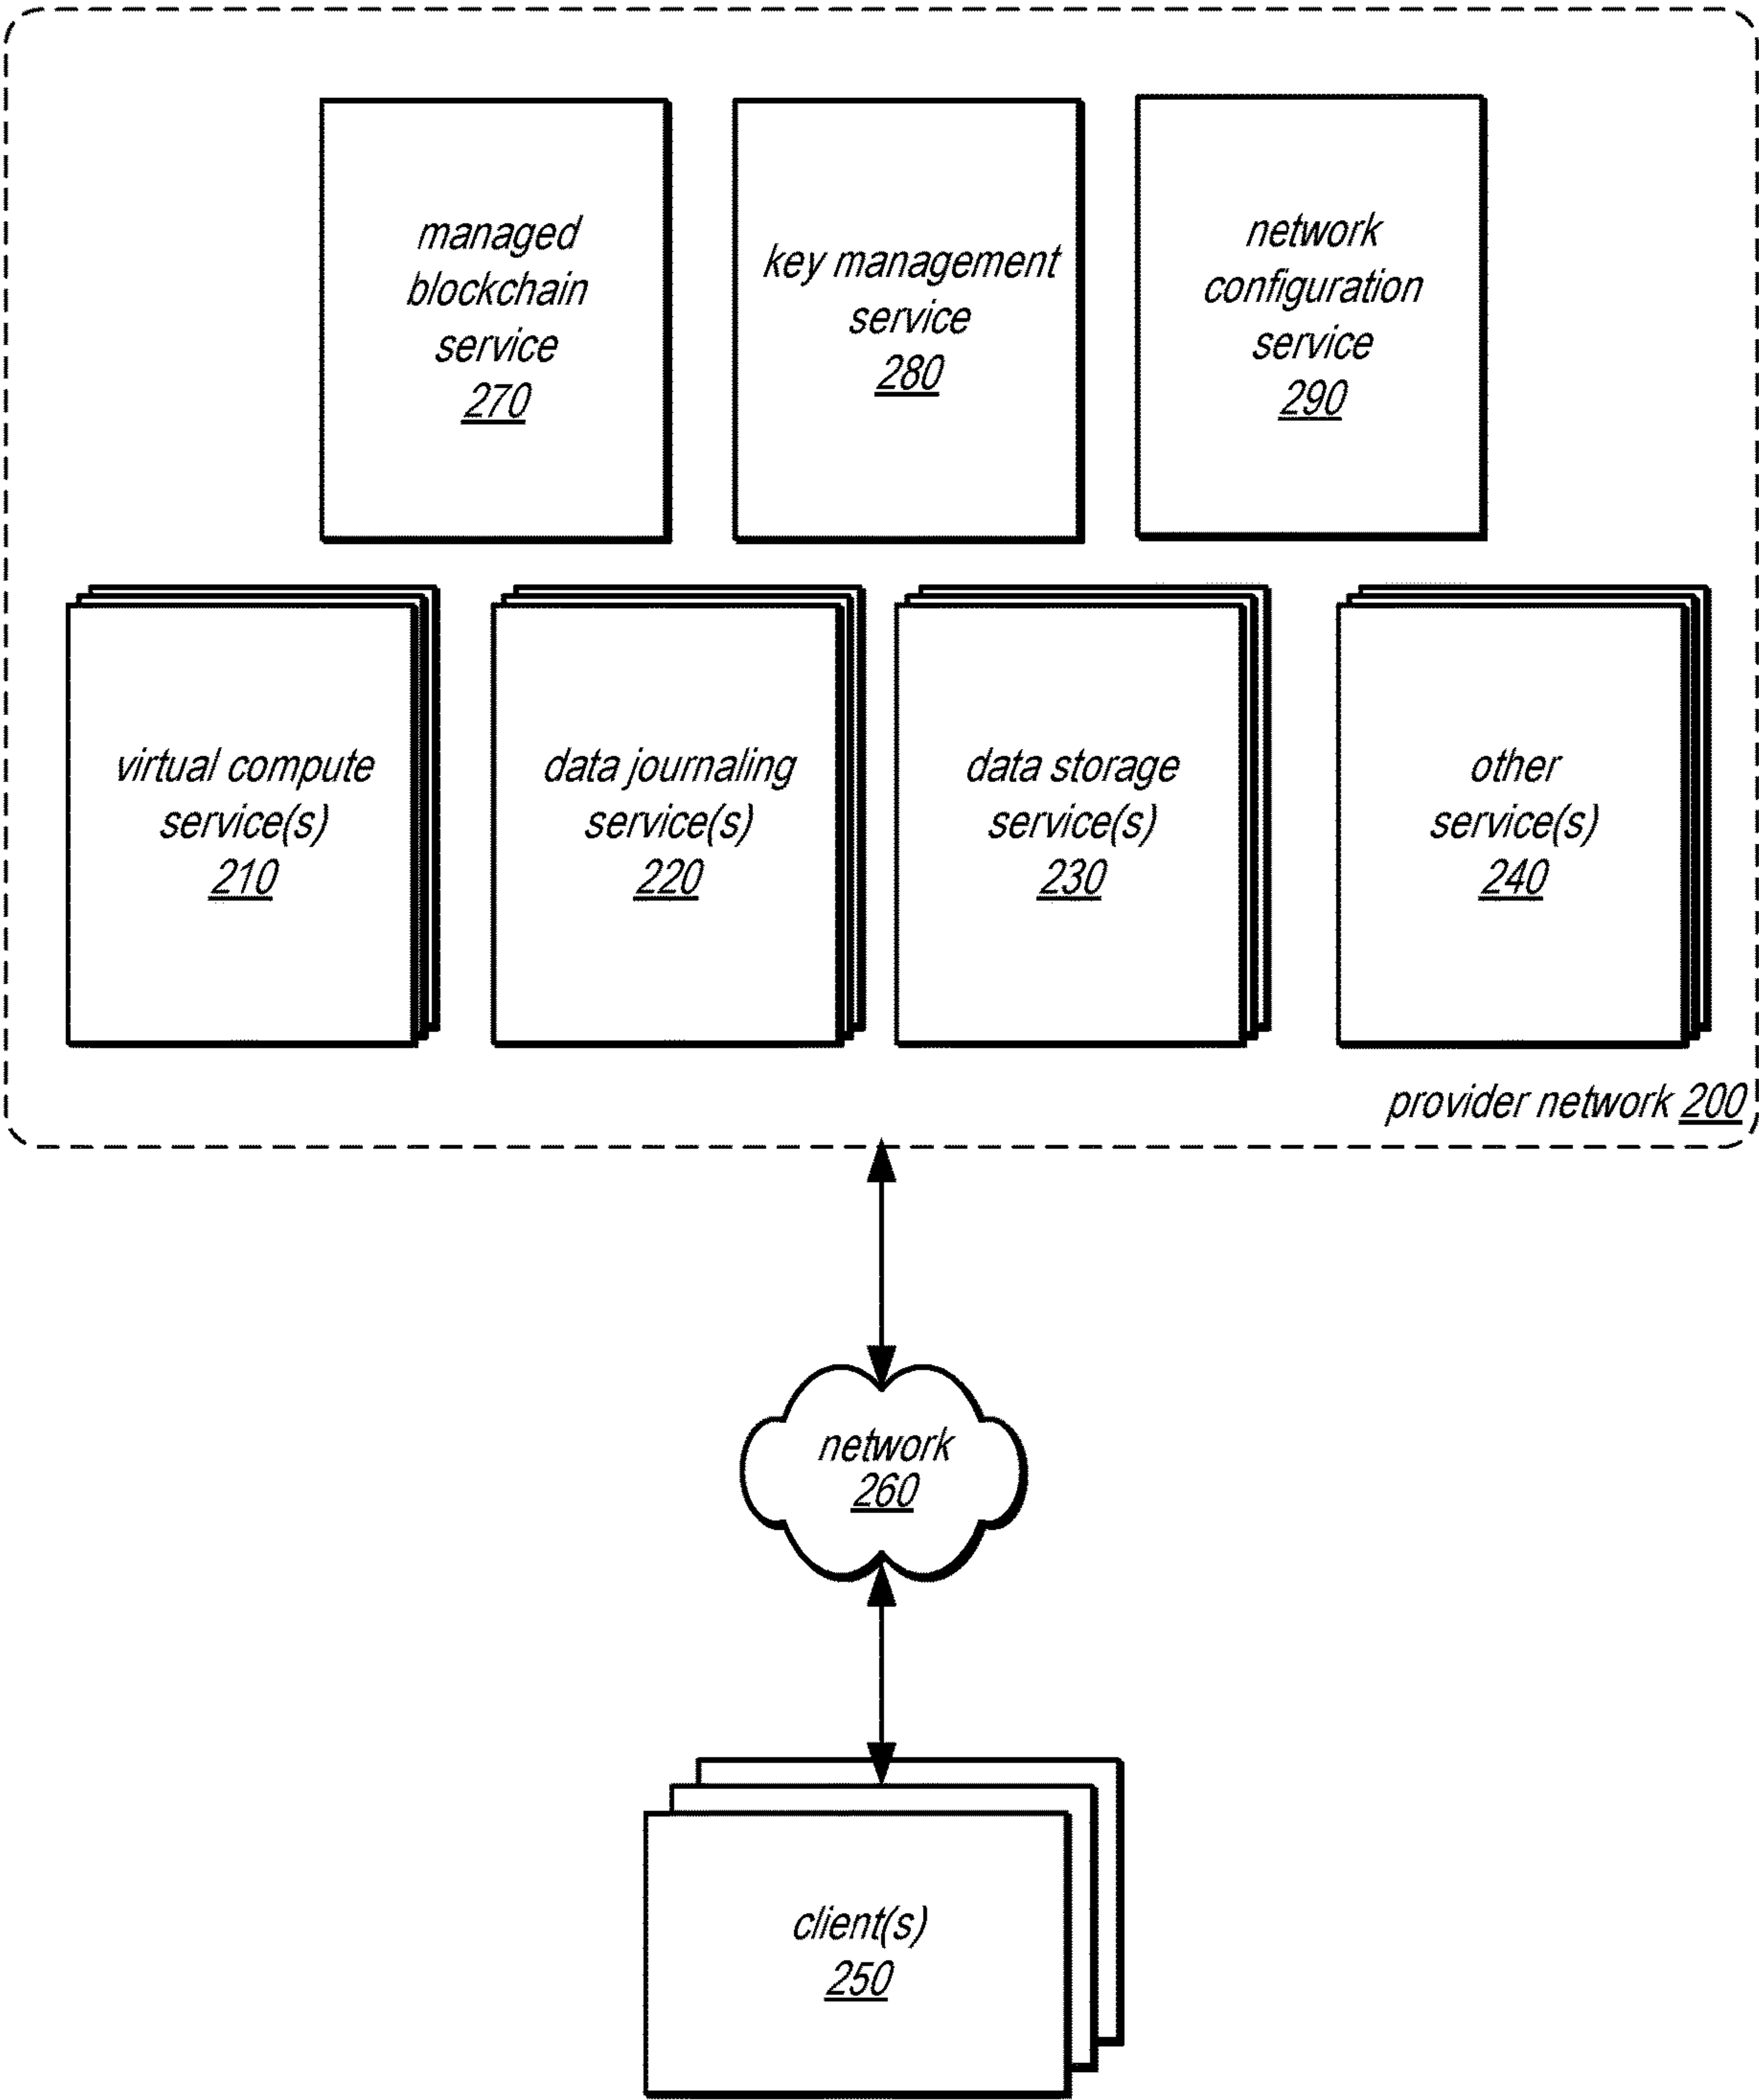 managed
blockchain
service
270
key management
service
280
network
configuration
service
290
virtual compute
service(s)
210
data journaling
service(s)
220
data storage
service(s)
230
other
service(s)
240
provider network 200
network
260
client(s)
250